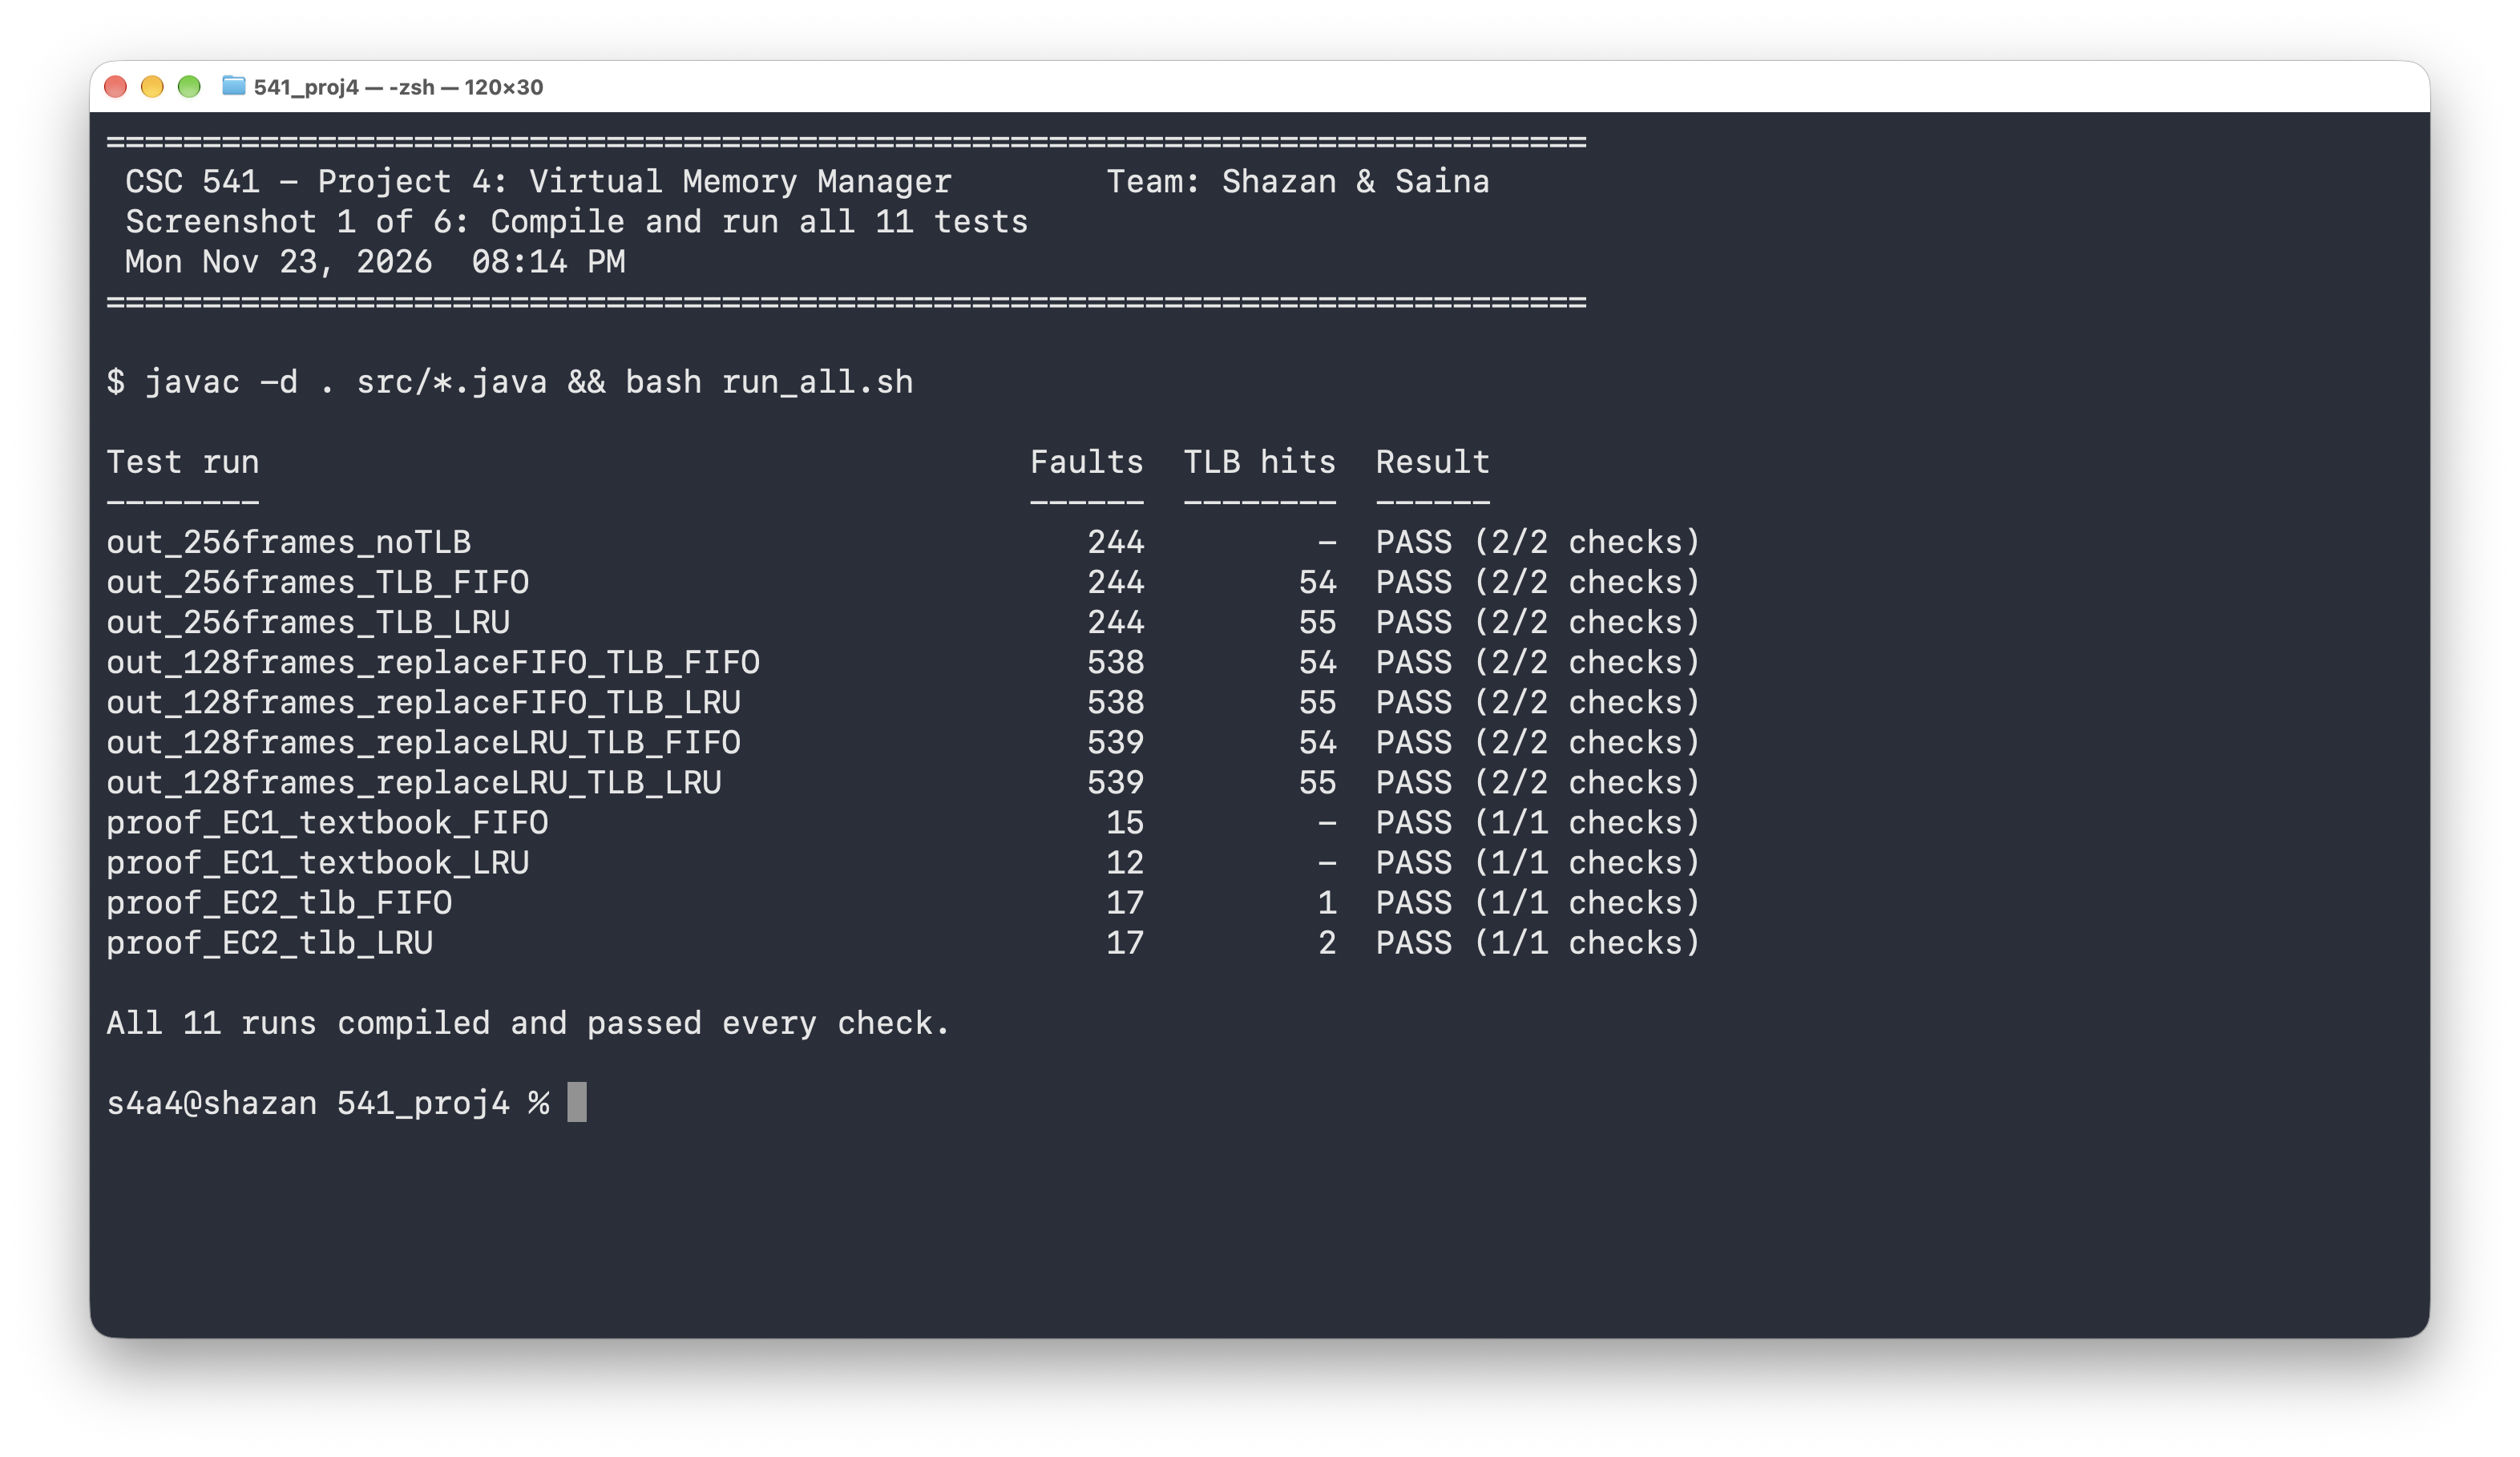 541_proj4 — -zsh — 120×30
=============================================================================
CSC 541 – Project 4: Virtual Memory Manager        Team: Shazan & Saina
Screenshot 1 of 6: Compile and run all 11 tests
Mon Nov 23, 2026  08:14 PM
=============================================================================
$ javac -d . src/*.java && bash run_all.sh
Test run                                        Faults  TLB hits  Result
--------                                        ------  --------  ------
out_256frames_noTLB                                244         -  PASS (2/2 checks)
out_256frames_TLB_FIFO                             244        54  PASS (2/2 checks)
out_256frames_TLB_LRU                              244        55  PASS (2/2 checks)
out_128frames_replaceFIFO_TLB_FIFO                 538        54  PASS (2/2 checks)
out_128frames_replaceFIFO_TLB_LRU                  538        55  PASS (2/2 checks)
out_128frames_replaceLRU_TLB_FIFO                  539        54  PASS (2/2 checks)
out_128frames_replaceLRU_TLB_LRU                   539        55  PASS (2/2 checks)
proof_EC1_textbook_FIFO                             15         -  PASS (1/1 checks)
proof_EC1_textbook_LRU                              12         -  PASS (1/1 checks)
proof_EC2_tlb_FIFO                                  17         1  PASS (1/1 checks)
proof_EC2_tlb_LRU                                   17         2  PASS (1/1 checks)
All 11 runs compiled and passed every check.
s4a4@shazan 541_proj4 %